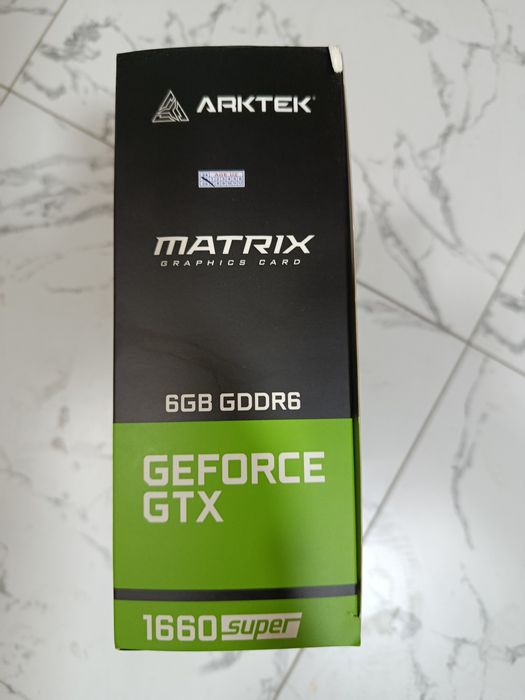 ARKTEK
MATRIX
GRAPHICS CARD
6GB GDDR6
GEFORCE
GTX
1660 super